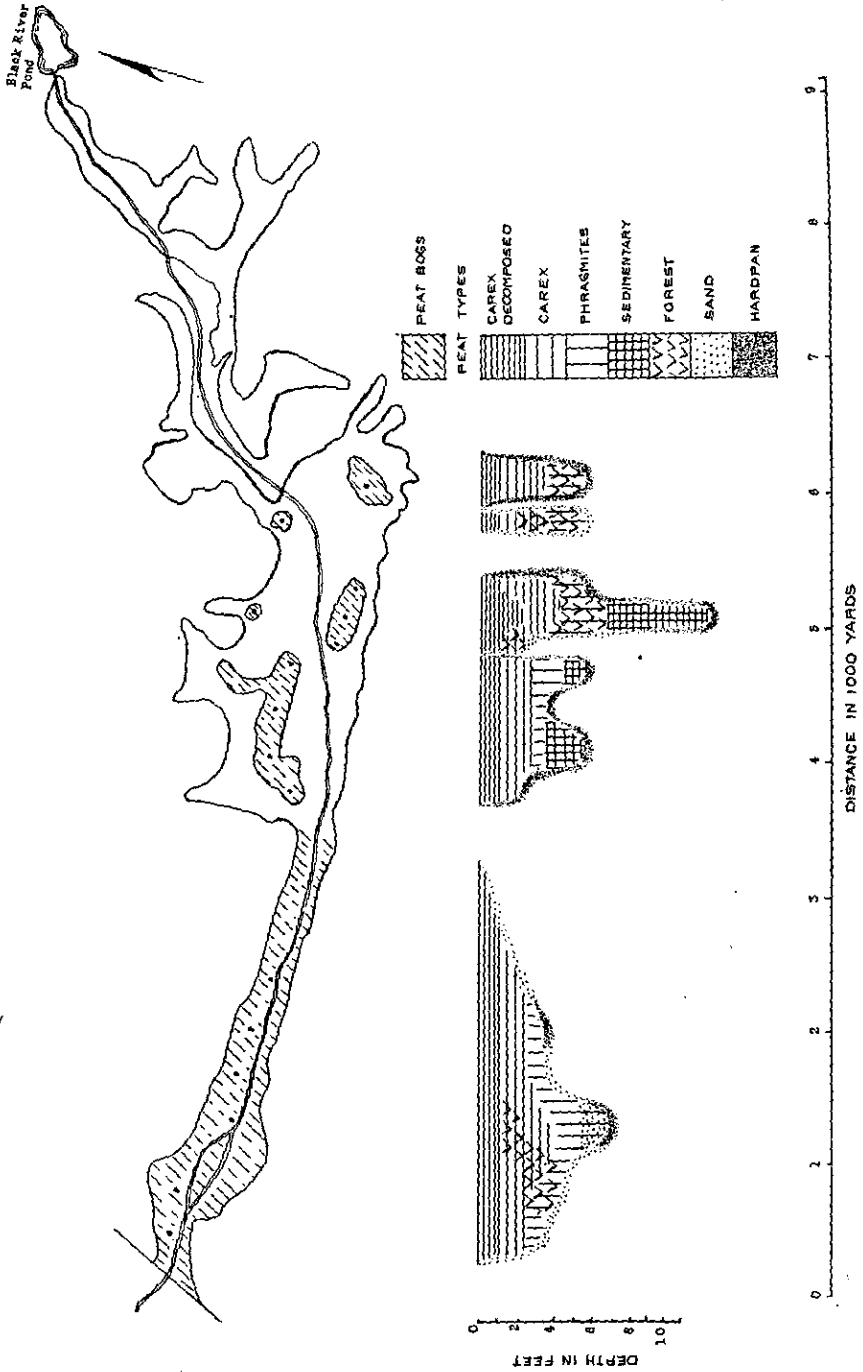 Black River
Pond
PEAT BOGS
PEAT TYPES
CAREX
DECOMPOSED
CAREX
PHRAGMITES
SEDIMENTARY
FOREST
SAND
HARDPAN
0
2
4
6
8
10
DEPTH IN FEET
0
1
2
3
4
5
6
7
8
9
DISTANCE IN 1000 YARDS